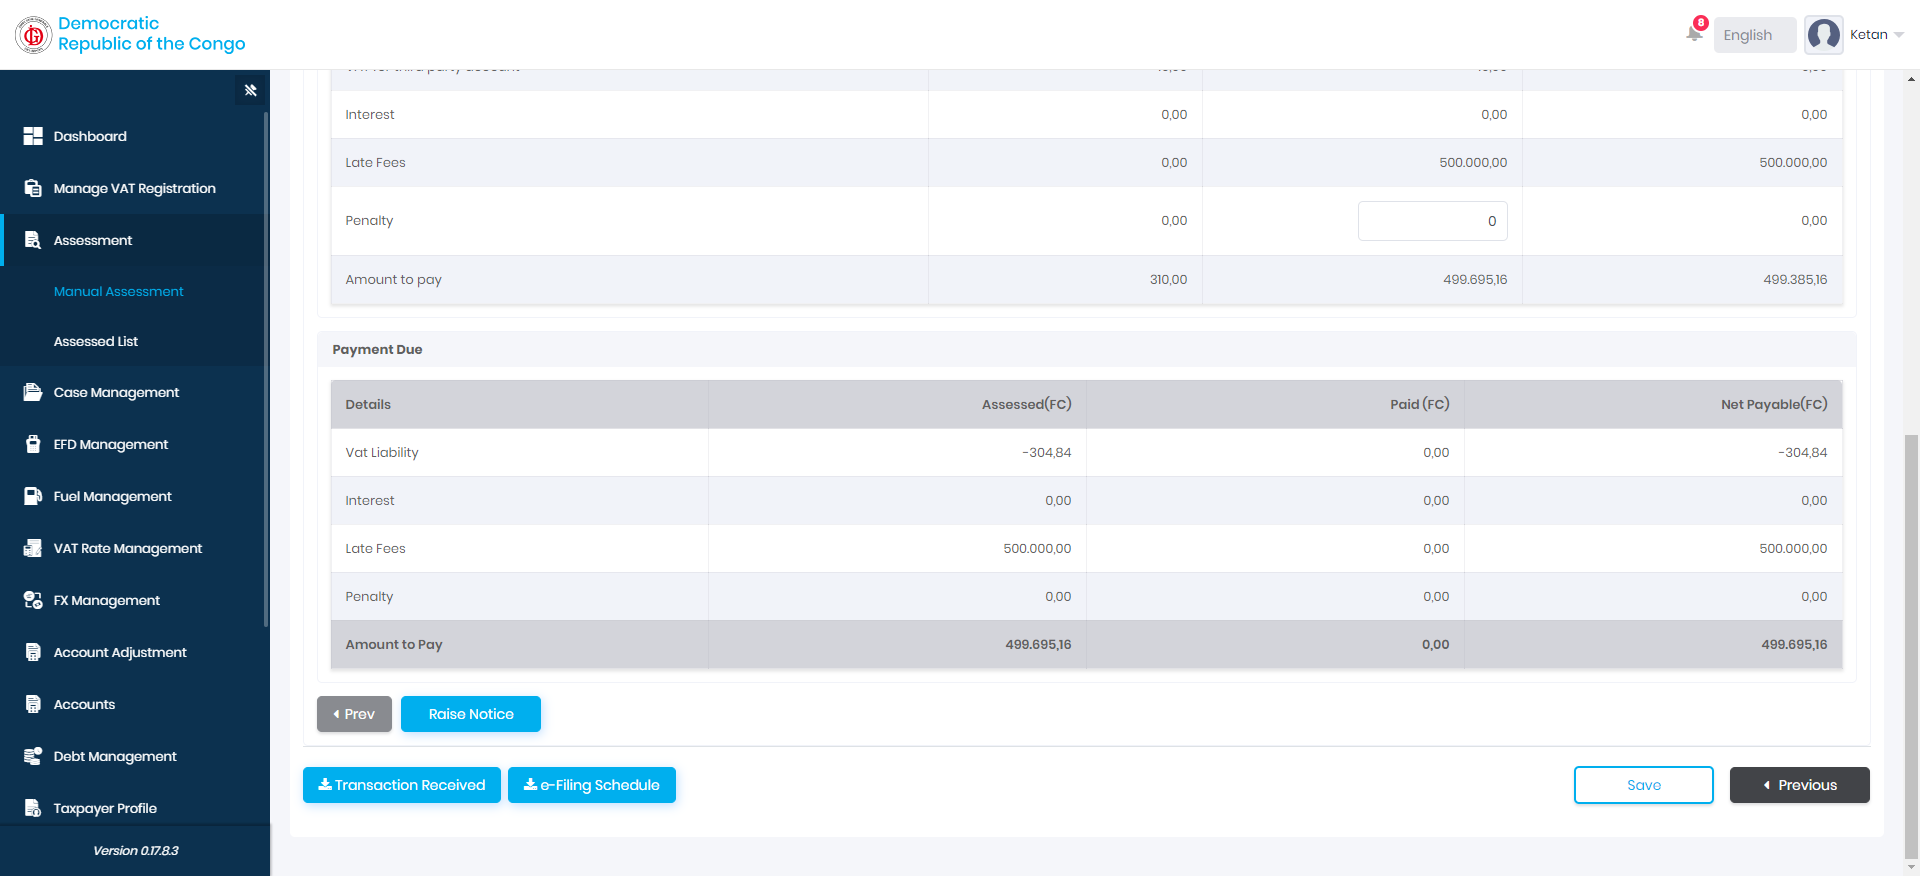 Democratic
Republic of the Congo
8
English
Ketan
Dashboard
Manage VAT Registration
Assessment
Manual Assessment
Assessed List
Case Management
EFD Management
Fuel Management
VAT Rate Management
FX Management
Account Adjustment
Accounts
Debt Management
Taxpayer Profile
Version 0.17.8.3
Interest 0,00 0,00 0,00
Late Fees 0,00 500.000,00 500.000,00
Penalty 0,00 0 0,00
Amount to pay 310,00 499.695,16 499.385,16
Payment Due
Details Assessed(FC) Paid (FC) Net Payable(FC)
Vat Liability -304,84 0,00 -304,84
Interest 0,00 0,00 0,00
Late Fees 500.000,00 0,00 500.000,00
Penalty 0,00 0,00 0,00
Amount to Pay 499.695,16 0,00 499.695,16
Prev Raise Notice
Transaction Received e-Filing Schedule Save Previous